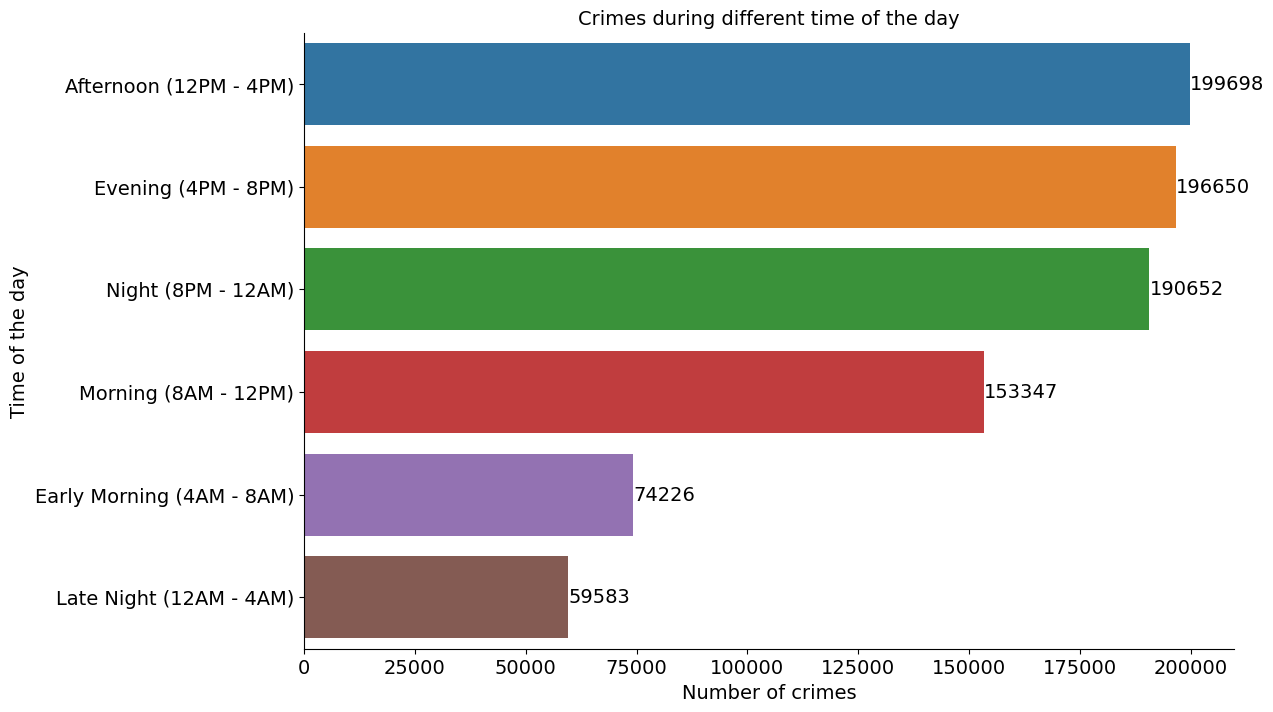 Crimes during different time of the day
Time of the day
Afternoon (12PM - 4PM)
199698
Evening (4PM - 8PM)
196650
Night (8PM - 12AM)
190652
Morning (8AM - 12PM)
153347
Early Morning (4AM - 8AM)
74226
Late Night (12AM - 4AM)
59583
0 25000 50000 75000 100000 125000 150000 175000 200000
Number of crimes